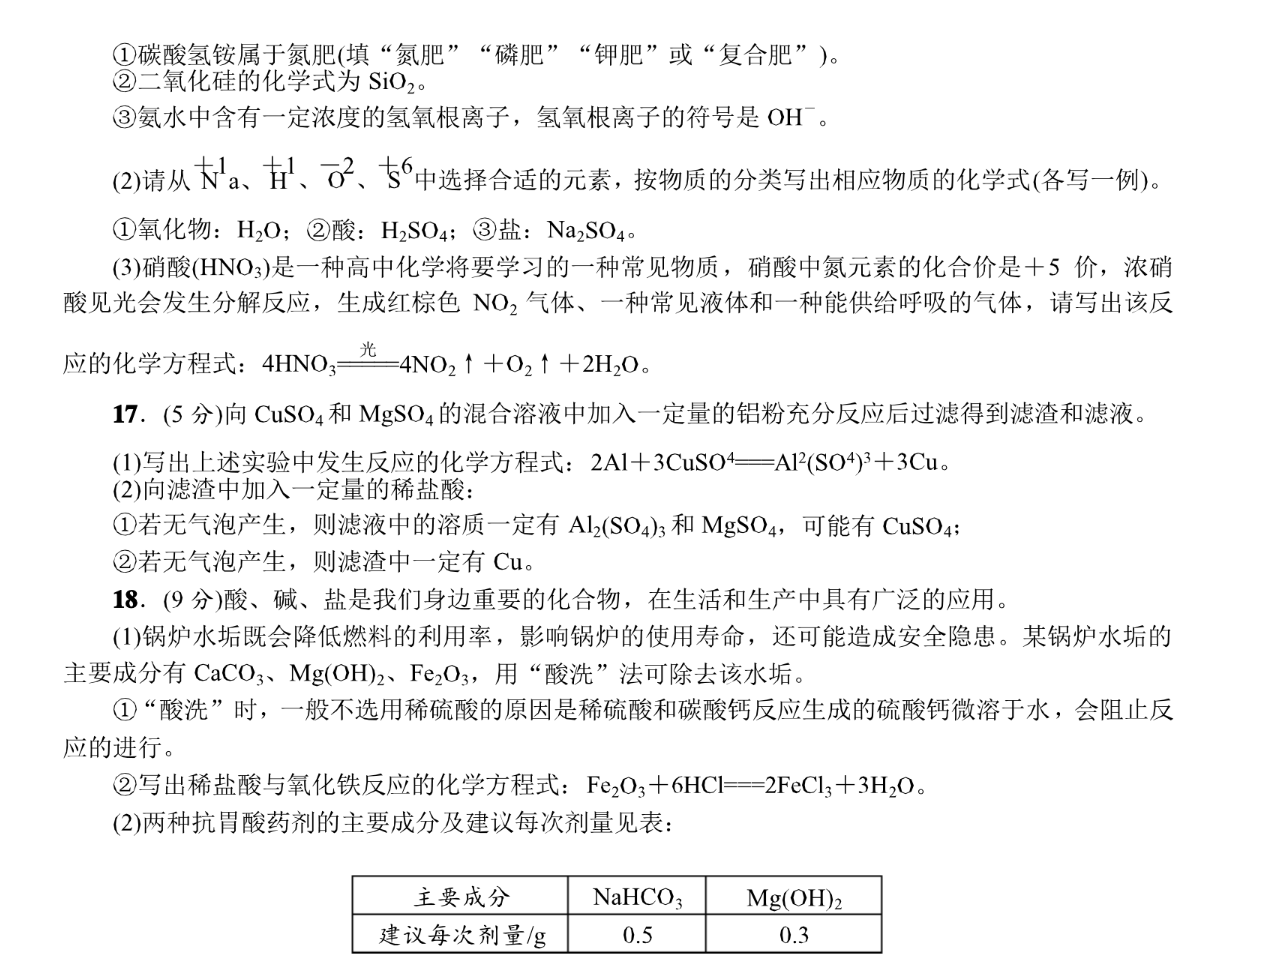 ①碳酸氢铵属于氮肥(填“氮肥”“磷肥”“钾肥”或“复合肥”)。
②二氧化硅的化学式为 SiO₂。
③氨水中含有一定浓度的氢氧根离子，氢氧根离子的符号是 OH⁻。
(2)请从 N⁺¹a、H⁺¹、O⁻²、S⁺⁶中选择合适的元素，按物质的分类写出相应物质的化学式(各写一例)。
①氧化物：H₂O；②酸：H₂SO₄；③盐：Na₂SO₄。
(3)硝酸(HNO₃)是一种高中化学将要学习的一种常见物质，硝酸中氮元素的化合价是＋5 价，浓硝
酸见光会发生分解反应，生成红棕色 NO₂ 气体、一种常见液体和一种能供给呼吸的气体，请写出该反
应的化学方程式：4HNO₃==光==4NO₂↑＋O₂↑＋2H₂O。
17．(5 分)向 CuSO₄ 和 MgSO₄ 的混合溶液中加入一定量的铝粉充分反应后过滤得到滤渣和滤液。
(1)写出上述实验中发生反应的化学方程式：2Al＋3CuSO⁴===Al²(SO⁴)³＋3Cu。
(2)向滤渣中加入一定量的稀盐酸：
①若无气泡产生，则滤液中的溶质一定有 Al₂(SO₄)₃ 和 MgSO₄，可能有 CuSO₄；
②若无气泡产生，则滤渣中一定有 Cu。
18．(9 分)酸、碱、盐是我们身边重要的化合物，在生活和生产中具有广泛的应用。
(1)锅炉水垢既会降低燃料的利用率，影响锅炉的使用寿命，还可能造成安全隐患。某锅炉水垢的
主要成分有 CaCO₃、Mg(OH)₂、Fe₂O₃，用“酸洗”法可除去该水垢。
①“酸洗”时，一般不选用稀硫酸的原因是稀硫酸和碳酸钙反应生成的硫酸钙微溶于水，会阻止反
应的进行。
②写出稀盐酸与氧化铁反应的化学方程式：Fe₂O₃＋6HCl===2FeCl₃＋3H₂O。
(2)两种抗胃酸药剂的主要成分及建议每次剂量见表：
主要成分 NaHCO₃ Mg(OH)₂
建议每次剂量/g 0.5 0.3